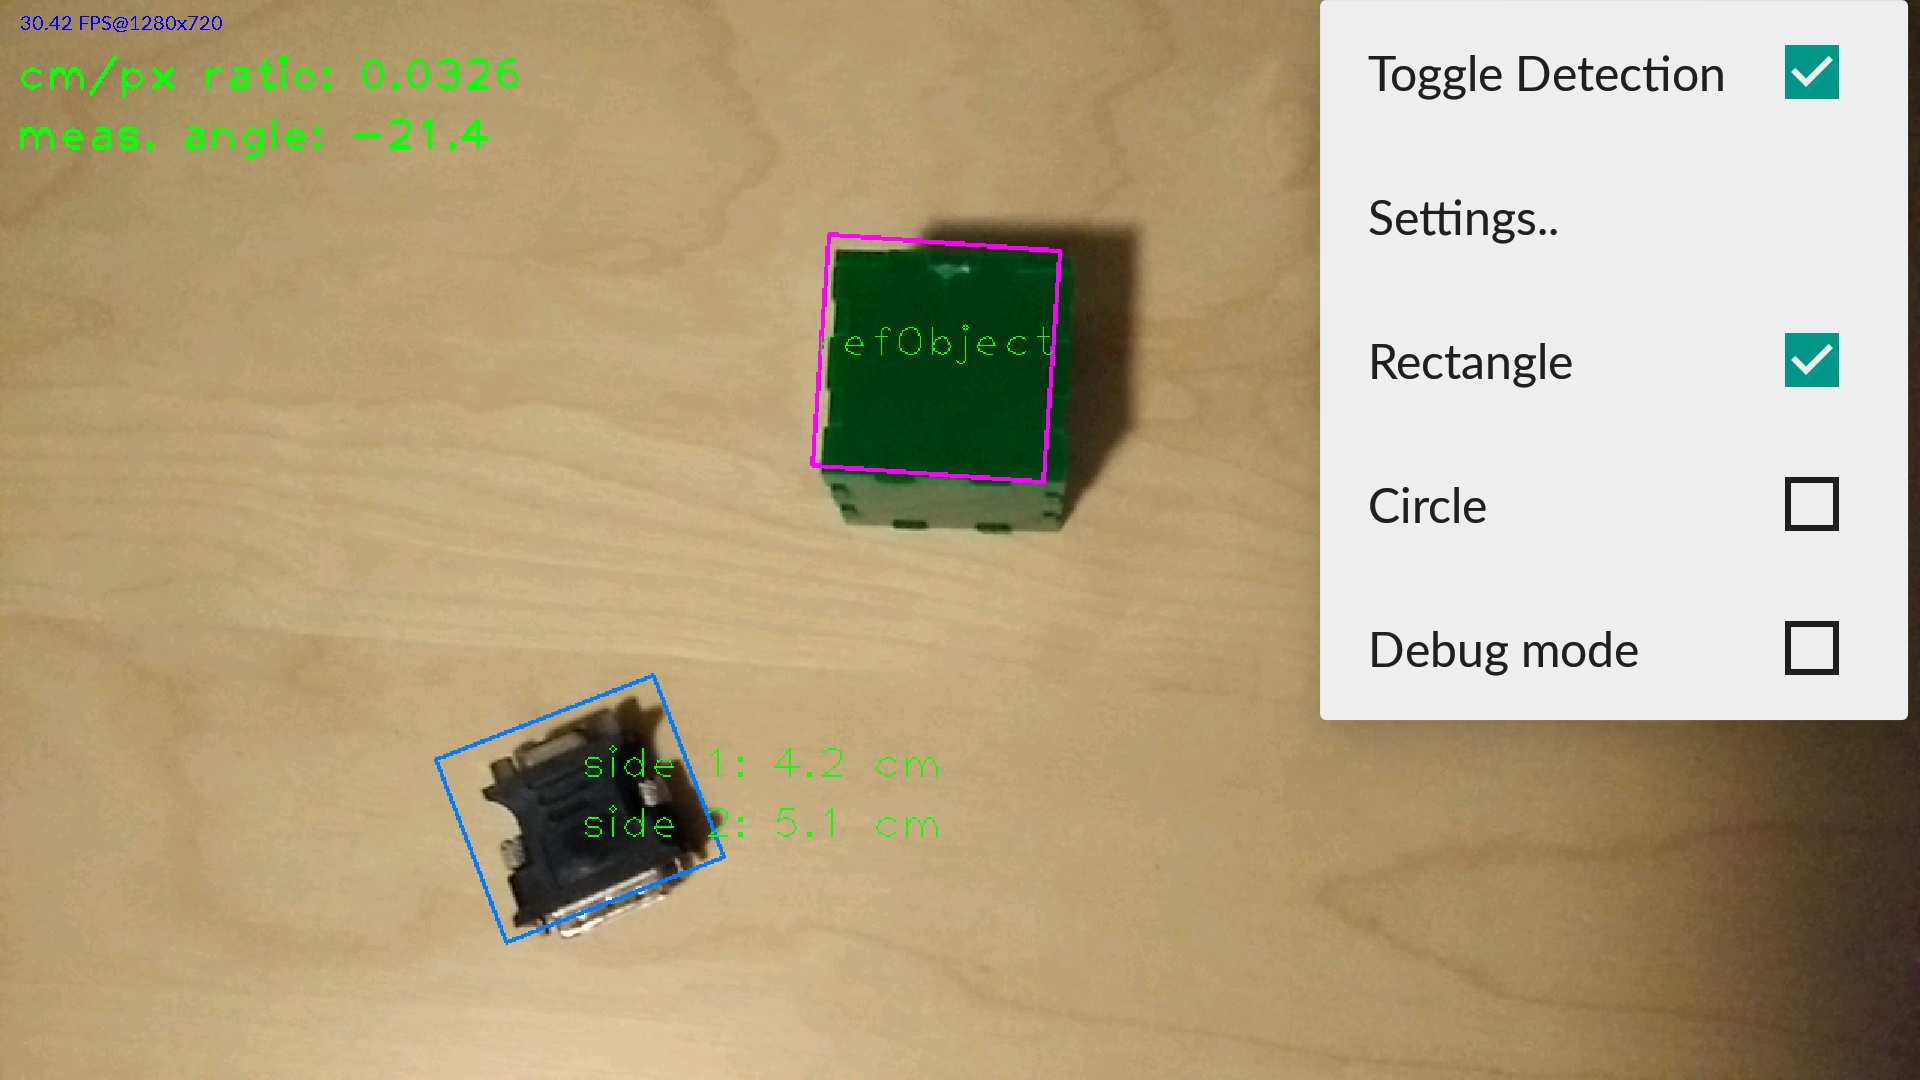 30.42 FPS@1280x720
cm/px ratio: 0.0326
meas. angle: -21.4
refObject
side 1: 4.2 cm
side 2: 5.1 cm
Toggle Detection
Settings..
Rectangle
Circle
Debug mode